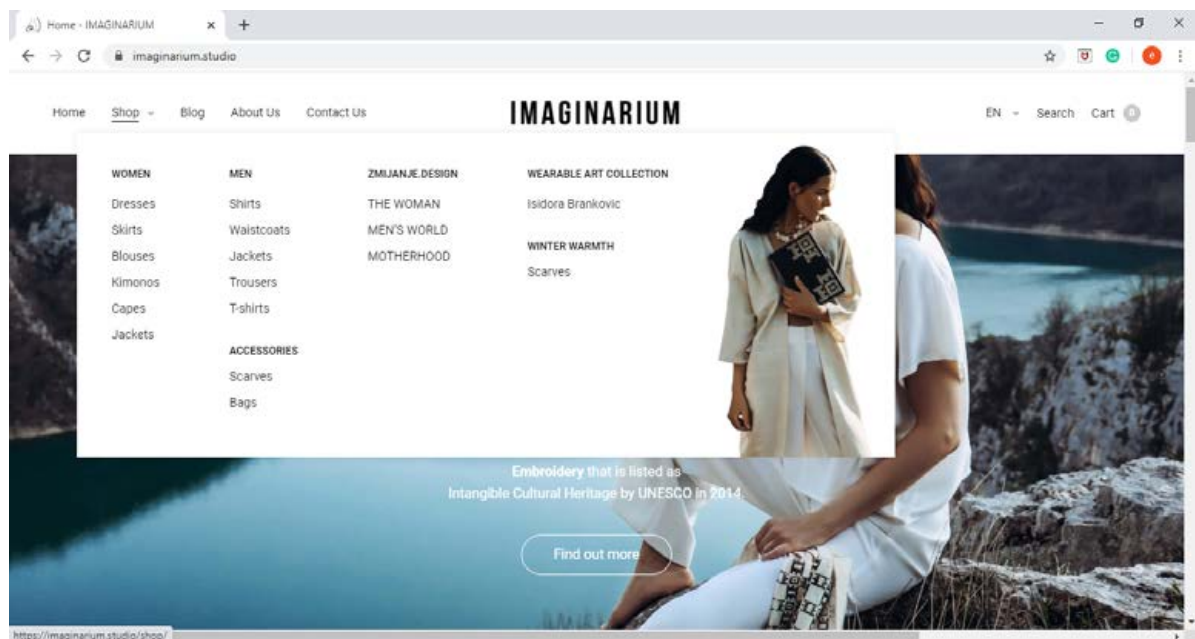 Home - IMAGINARIUM
imaginarium.studio
Home Shop Blog About Us Contact Us IMAGINARIUM EN Search Cart 0
WOMEN
Dresses
Skirts
Blouses
Kimonos
Capes
Jackets
MEN
Shirts
Waistcoats
Jackets
Trousers
T-shirts
ACCESSORIES
Scarves
Bags
ZMIJANJE.DESIGN
THE WOMAN
MEN'S WORLD
MOTHERHOOD
WEARABLE ART COLLECTION
Isidora Brankovic
WINTER WARMTH
Scarves
Embroidery that is listed as
Intangible Cultural Heritage by UNESCO in 2014.
Find out more
https://imaginarium.studio/shop/